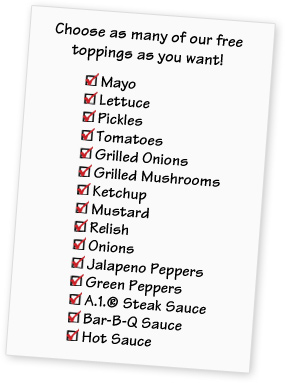 Choose as many of our free
toppings as you want!
Mayo
Lettuce
Pickles
Tomatoes
Grilled Onions
Grilled Mushrooms
Ketchup
Mustard
Relish
Onions
Jalapeno Peppers
Green Peppers
A.1.® Steak Sauce
Bar-B-Q Sauce
Hot Sauce